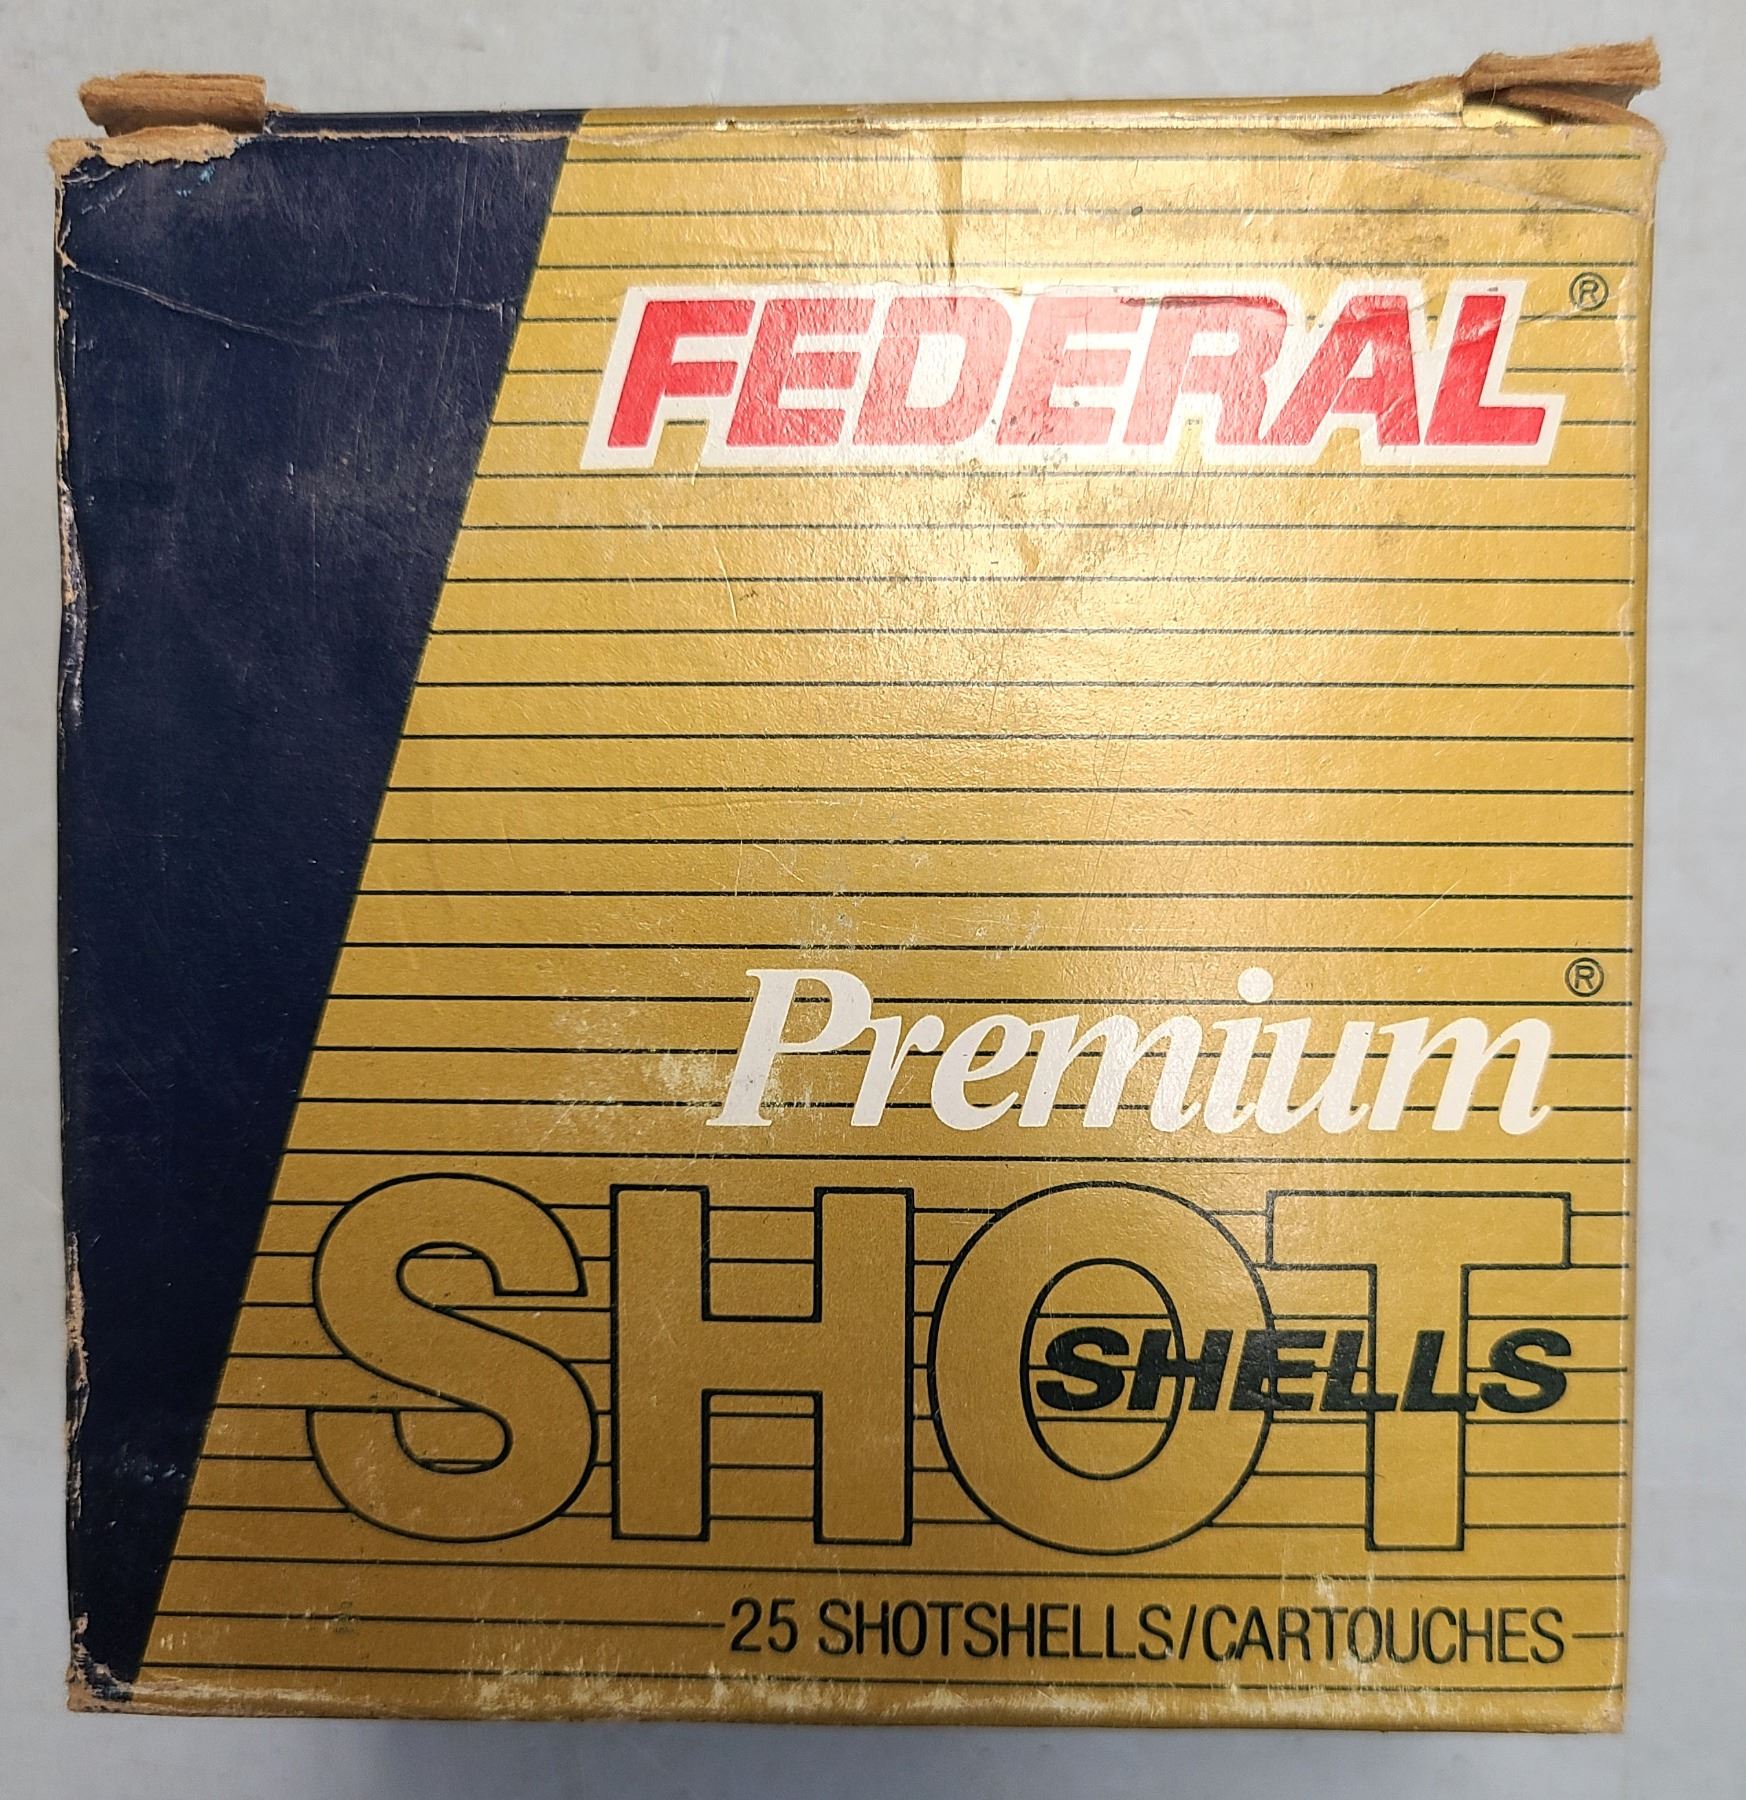 FEDERAL®
Premium®
SHOT
SHELLS
25 SHOTSHELLS/CARTOUCHES